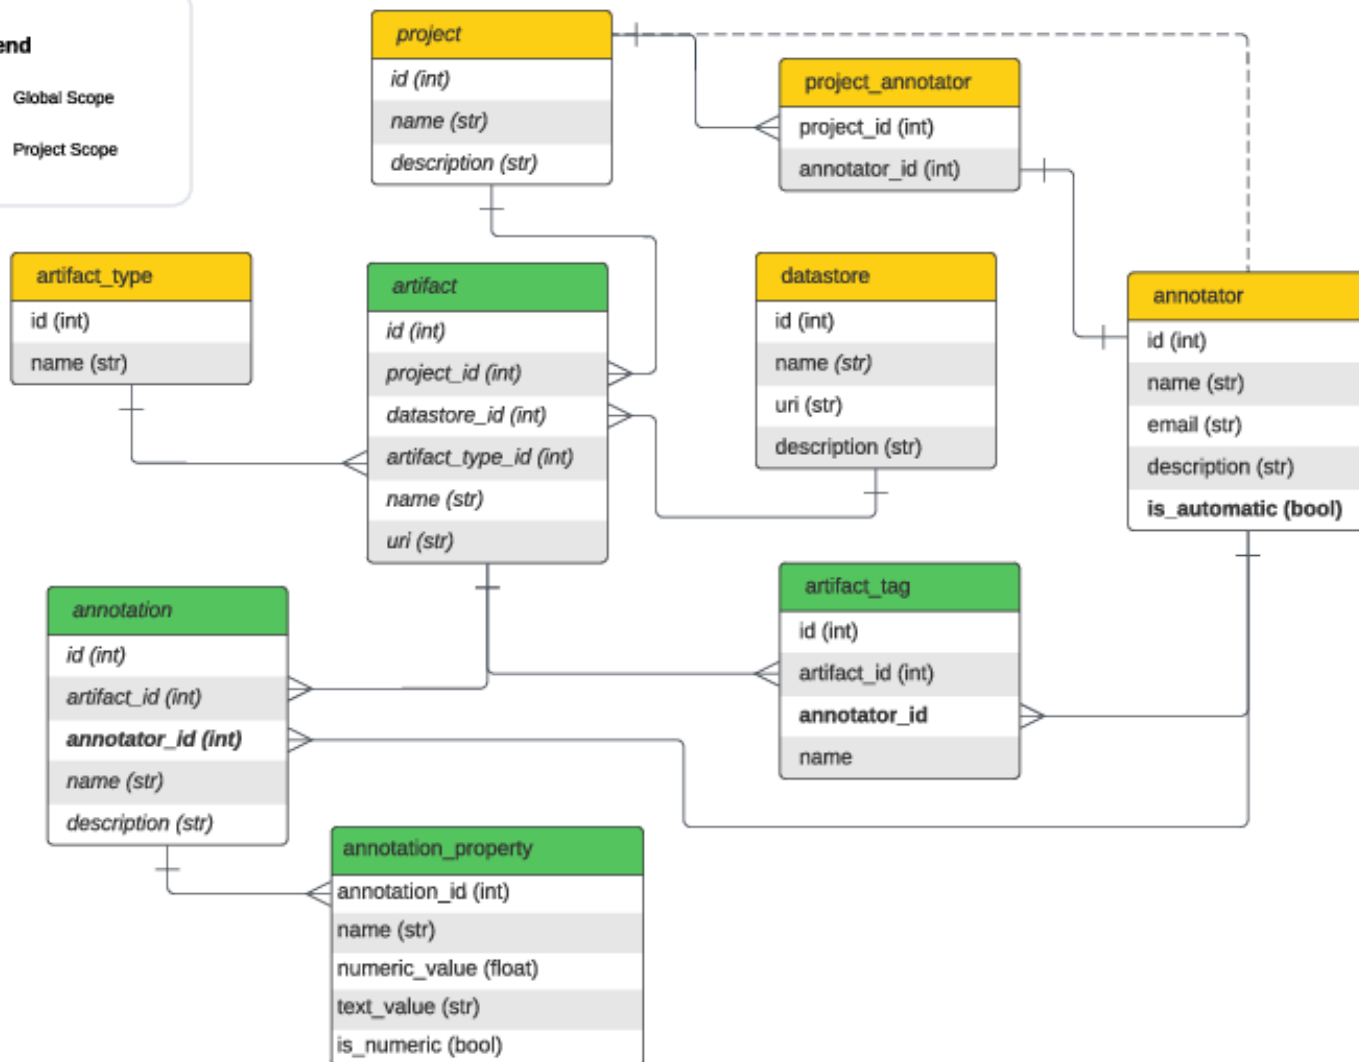 end
Global Scope
Project Scope
project
id (int)
name (str)
description (str)
project_annotator
project_id (int)
annotator_id (int)
artifact_type
id (int)
name (str)
artifact
id (int)
project_id (int)
datastore_id (int)
artifact_type_id (int)
name (str)
uri (str)
datastore
id (int)
name (str)
uri (str)
description (str)
annotator
id (int)
name (str)
email (str)
description (str)
is_automatic (bool)
annotation
id (int)
artifact_id (int)
annotator_id (int)
name (str)
description (str)
artifact_tag
id (int)
artifact_id (int)
annotator_id
name
annotation_property
annotation_id (int)
name (str)
numeric_value (float)
text_value (str)
is_numeric (bool)